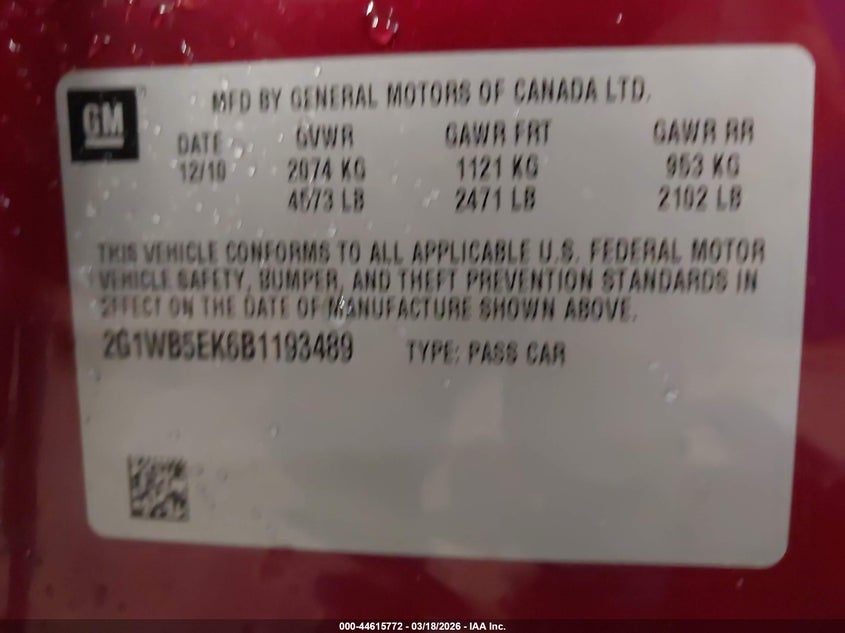 GM
MFD BY GENERAL MOTORS OF CANADA LTD.
DATE GVWR GAWR FRT GAWR RR
12/10 2074 KG 1121 KG 953 KG
4573 LB 2471 LB 2102 LB
THIS VEHICLE CONFORMS TO ALL APPLICABLE U.S. FEDERAL MOTOR
VEHICLE SAFETY, BUMPER, AND THEFT PREVENTION STANDARDS IN
EFFECT ON THE DATE OF MANUFACTURE SHOWN ABOVE.
2G1WB5EK6B1193489 TYPE: PASS CAR
000-44615772 - 03/18/2026 - IAA Inc.